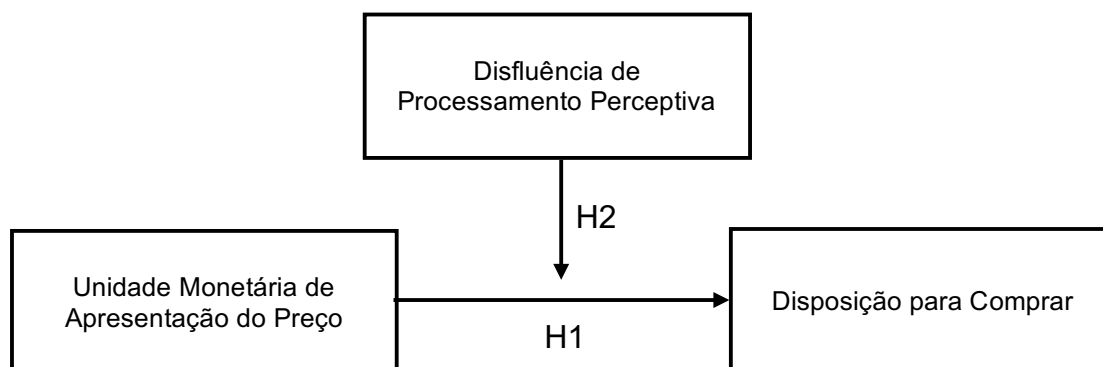 Disfluência de
Processamento Perceptiva
H2
Unidade Monetária de
Apresentação do Preço
H1
Disposição para Comprar